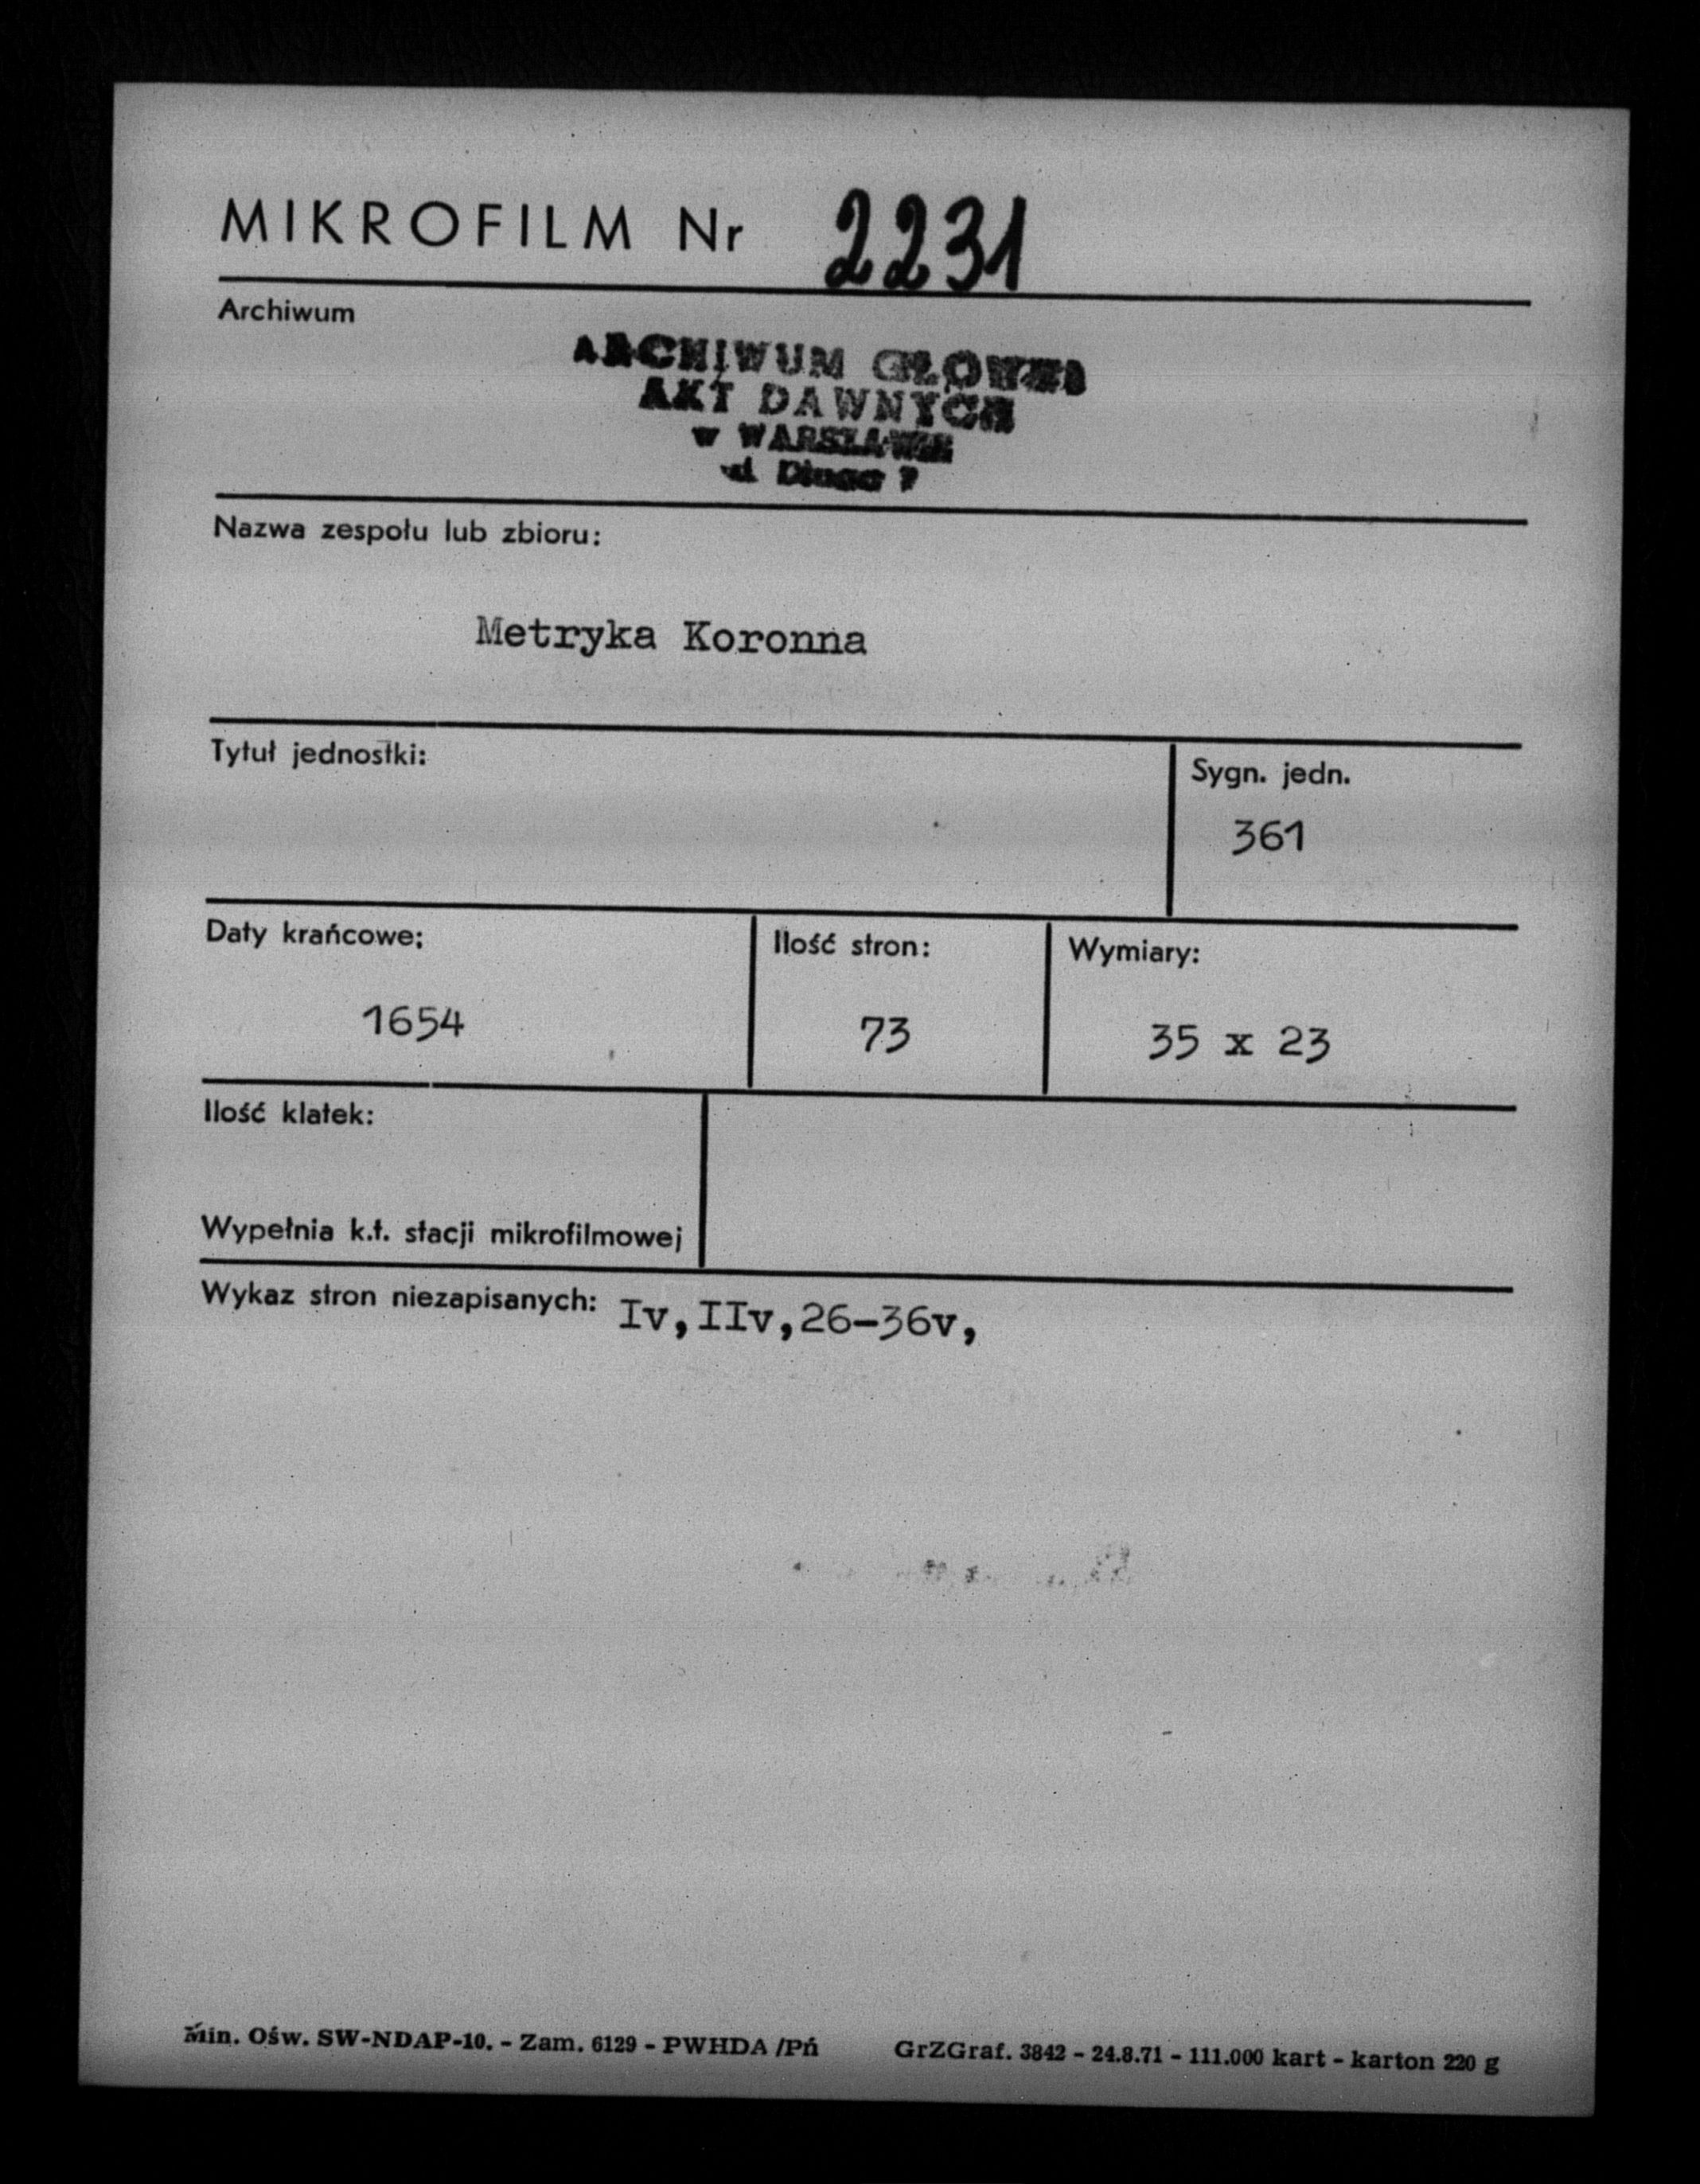 MIKROFILM Nr 2231
Archiwum
ARCHIWUM GŁÓWNE
AKT DAWNYCH
w WARSZAWIE
ul Długa 7
Nazwa zespołu lub zbioru:
Metryka Koronna
Tytuł jednostki:
Sygn. jedn.
361
Daty krańcowe:
Ilość stron:
Wymiary:
1654
73
35 x 23
Ilość klatek:
Wypełnia k.t. stacji mikrofilmowej
Wykaz stron niezapisanych: Iv,IIv,26-36v,
Min. Ośw. SW-NDAP-10. - Zam. 6129 - PWHDA /Pń GrZGraf. 3842 - 24.8.71 - 111.000 kart - karton 220 g